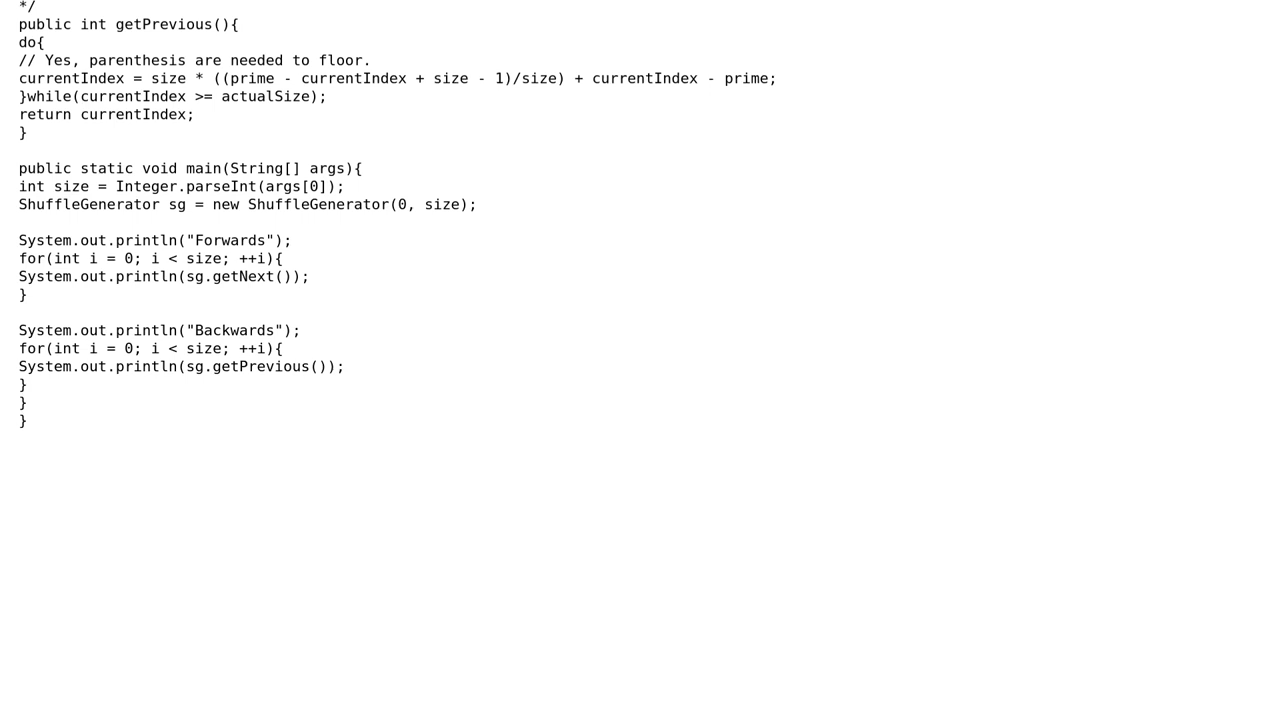 */
public int getPrevious(){
do{
// Yes, parenthesis are needed to floor.
currentIndex = size * ((prime - currentIndex + size - 1)/size) + currentIndex - prime;
}while(currentIndex >= actualSize);
return currentIndex;
}

public static void main(String[] args){
int size = Integer.parseInt(args[0]);
ShuffleGenerator sg = new ShuffleGenerator(0, size);

System.out.println("Forwards");
for(int i = 0; i < size; ++i){
System.out.println(sg.getNext());
}

System.out.println("Backwards");
for(int i = 0; i < size; ++i){
System.out.println(sg.getPrevious());
}
}
}